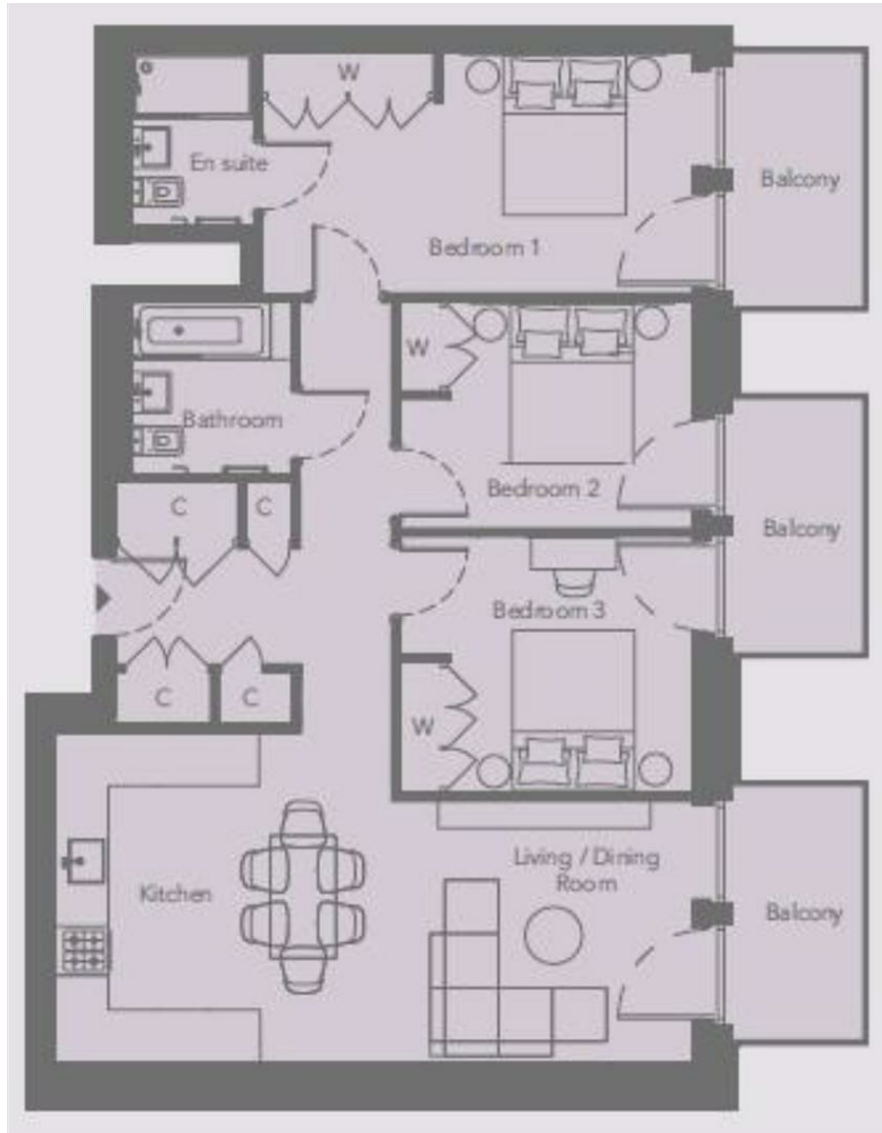 W
En suite
Balcony
Bedroom 1
W
Bathroom
Bedroom 2
C
C
Balcony
Bedroom 3
C
C
W
Living / Dining
Room
Kitchen
Balcony